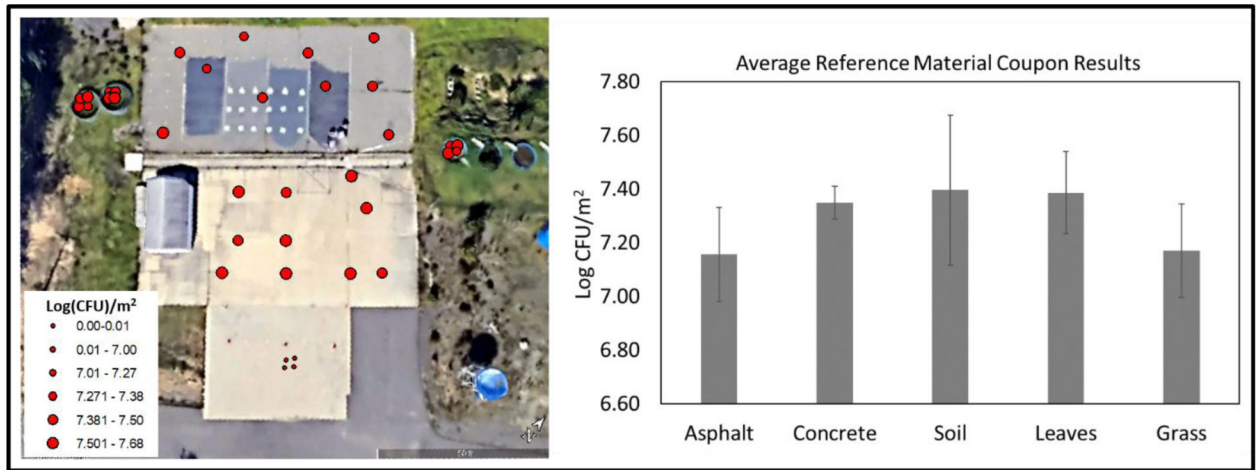 Log(CFU)/m²
0.00-0.01
0.01 - 7.00
7.01 - 7.27
7.271 - 7.38
7.381 - 7.50
7.501 - 7.68
50 ft
Average Reference Material Coupon Results
Log CFU/m²
7.80
7.60
7.40
7.20
7.00
6.80
6.60
Asphalt Concrete Soil Leaves Grass